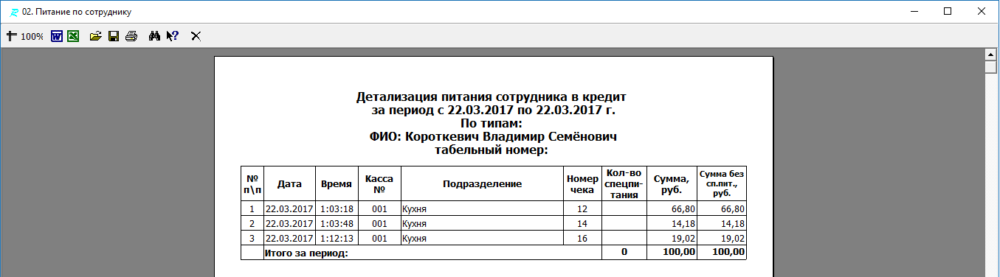 02. Питание по сотруднику
100%
Детализация питания сотрудника в кредит
за период с 22.03.2017 по 22.03.2017 г.
По типам:
ФИО: Короткевич Владимир Семёнович
табельный номер:
№ п\п Дата Время Касса № Подразделение Номер чека Кол-во спецпи-тания Сумма, руб. Сумма без сп.пит., руб.
1 22.03.2017 1:03:18 001 Кухня 12 66,80 66,80
2 22.03.2017 1:03:48 001 Кухня 14 14,18 14,18
3 22.03.2017 1:12:13 001 Кухня 16 19,02 19,02
Итого за период: 0 100,00 100,00